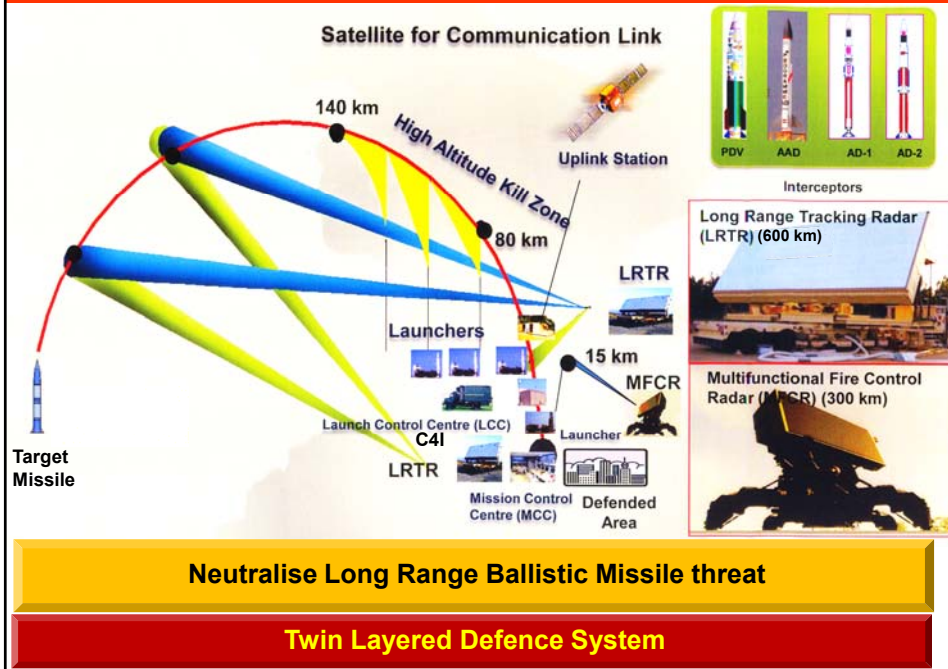 Satellite for Communication Link
140 km
High Altitude Kill Zone
Uplink Station
80 km
PDV
AAD
AD-1
AD-2
Interceptors
Long Range Tracking Radar
(LRTR) (600 km)
LRTR
Launchers
15 km
MFCR
Multifunctional Fire Control
Radar (MFCR) (300 km)
Launch Control Centre (LCC)
C4I
Launcher
LRTR
Target
Missile
Mission Control
Centre (MCC)
Defended
Area
Neutralise Long Range Ballistic Missile threat
Twin Layered Defence System